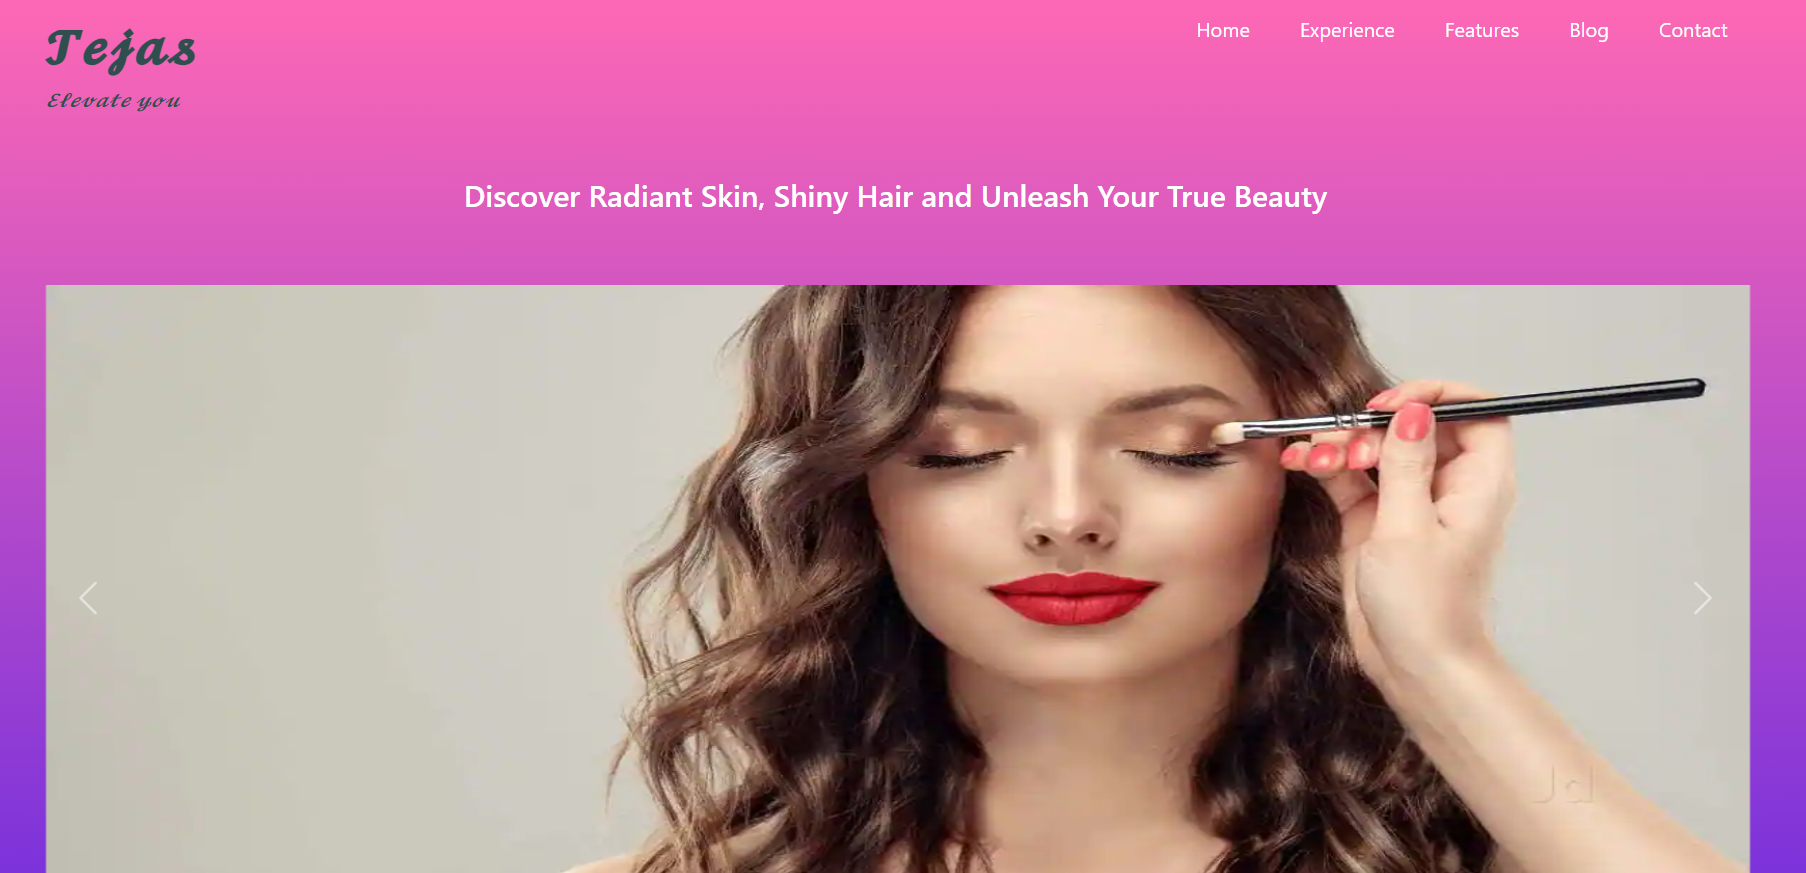 Tejas
Elevate you
Home
Experience
Features
Blog
Contact
Discover Radiant Skin, Shiny Hair and Unleash Your True Beauty
Jd